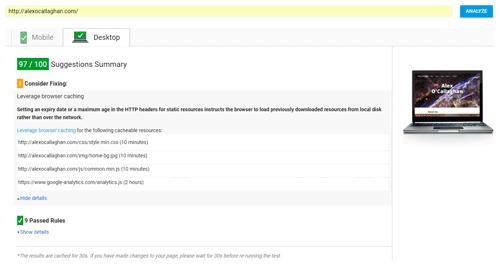 http://alexocallaghan.com/
ANALYZE
Mobile
Desktop
97 / 100 Suggestions Summary
! Consider Fixing:
Leverage browser caching
Setting an expiry date or a maximum age in the HTTP headers for static resources instructs the browser to load previously downloaded resources from local disk
rather than over the network.
Leverage browser caching for the following cacheable resources:
http://alexocallaghan.com/css/style.min.css (10 minutes)
http://alexocallaghan.com/img/home-bg.jpg (10 minutes)
http://alexocallaghan.com/js/common.min.js (10 minutes)
https://www.google-analytics.com/analytics.js (2 hours)
Hide details
9 Passed Rules
Show details
*The results are cached for 30s. If you have made changes to your page, please wait for 30s before re-running the test.
Alex
O'Callaghan